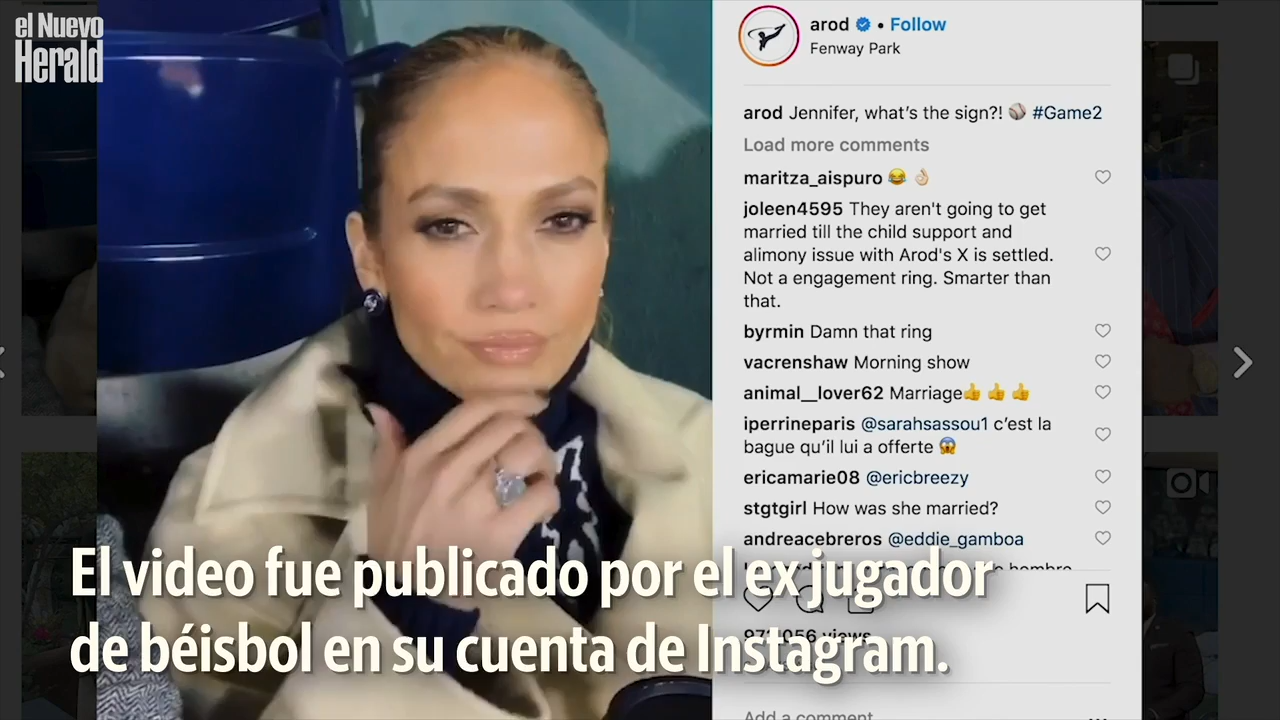 el Nuevo
Herald
arod • Follow
Fenway Park
arod Jennifer, what's the sign?! ⚾ #Game2
Load more comments
maritza_aispuro 😂 👌🏻
joleen4595 They aren't going to get
married till the child support and
alimony issue with Arod's X is settled.
Not a engagement ring. Smarter than
that.
byrmin Damn that ring
vacrenshaw Morning show
animal__lover62 Marriage👍 👍 👍
iperrineparis @sarahsassou1 c'est la
bague qu'il lui a offerte 😱
ericamarie08 @ericbreezy
stgtgirl How was she married?
andreacebreros @eddie_gamboa
hombre
El video fue publicado por el ex jugador
de béisbol en su cuenta de Instagram.
views
Add a comment